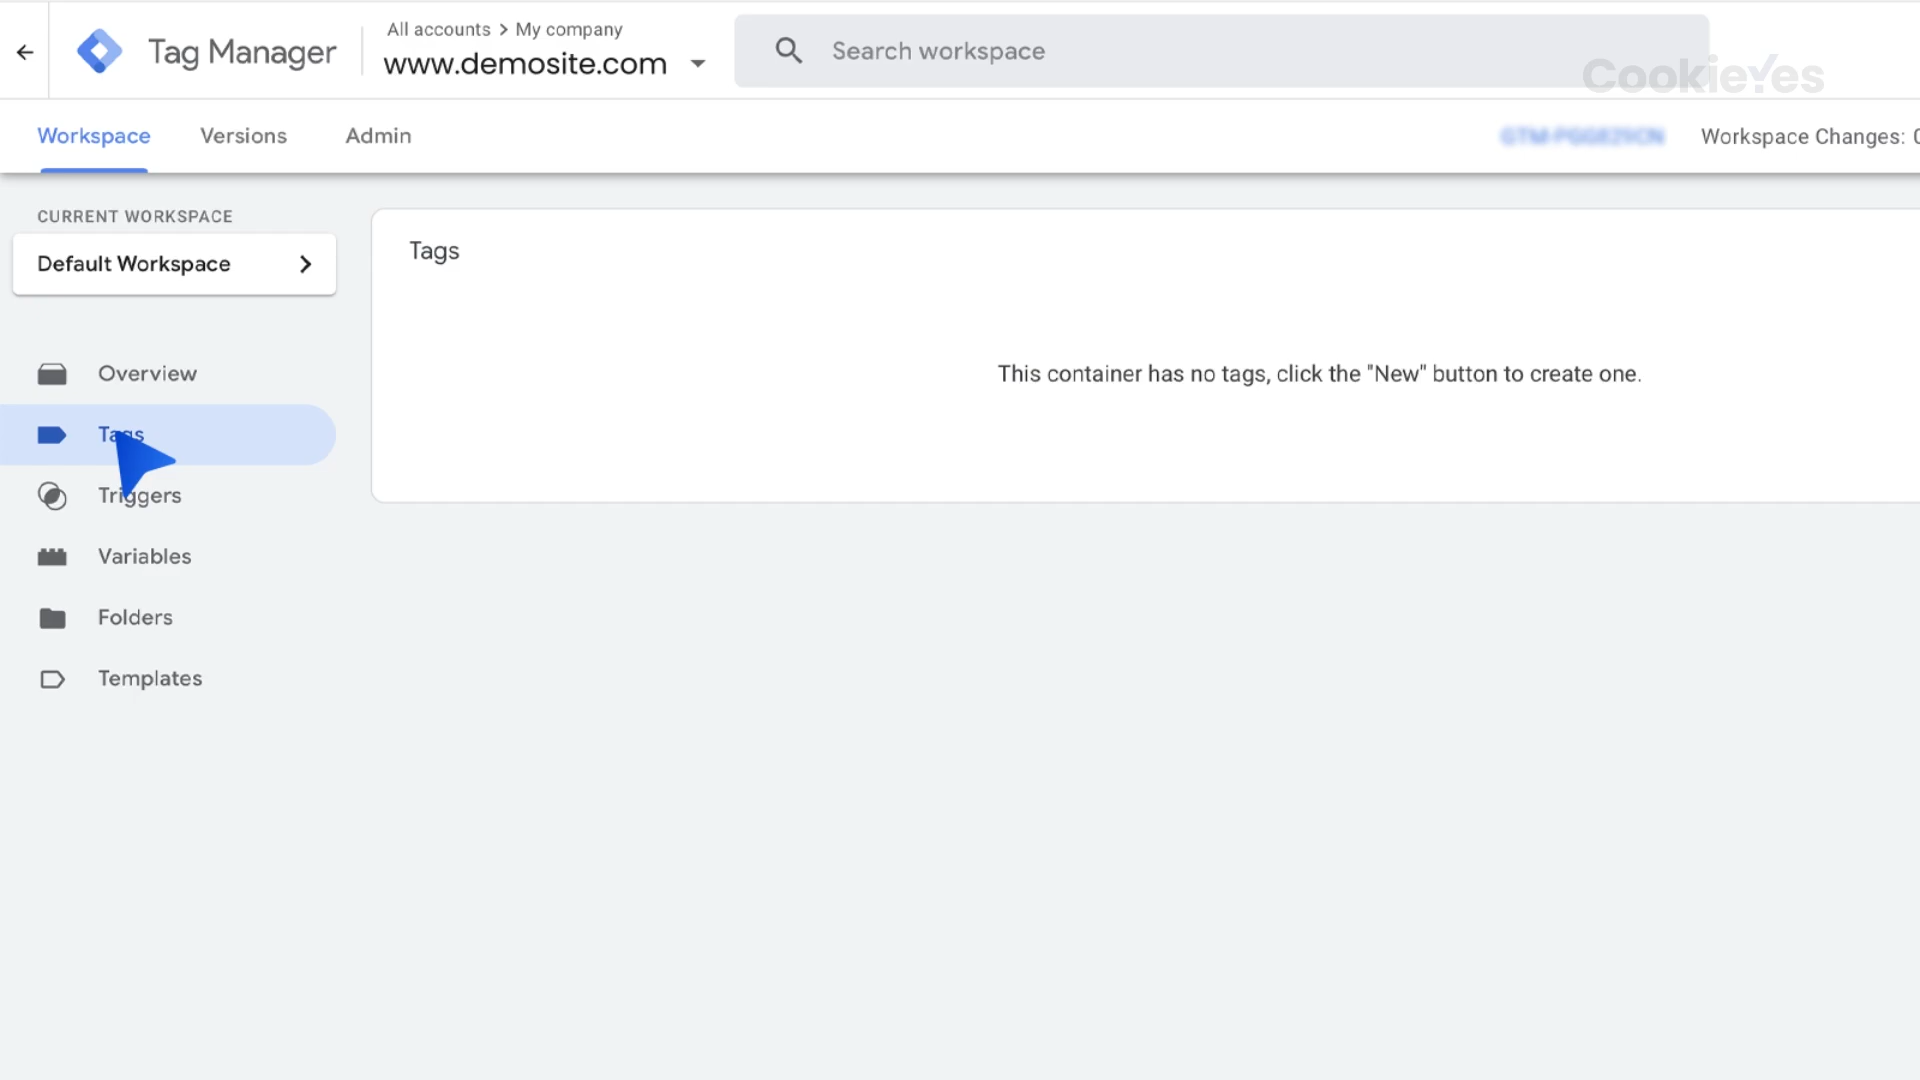 Tag Manager
All accounts > My company
www.demosite.com
Search workspace
CookieYes
Workspace
Versions
Admin
Workspace Changes: 0
CURRENT WORKSPACE
Default Workspace
Overview
Tags
Triggers
Variables
Folders
Templates
Tags
This container has no tags, click the "New" button to create one.